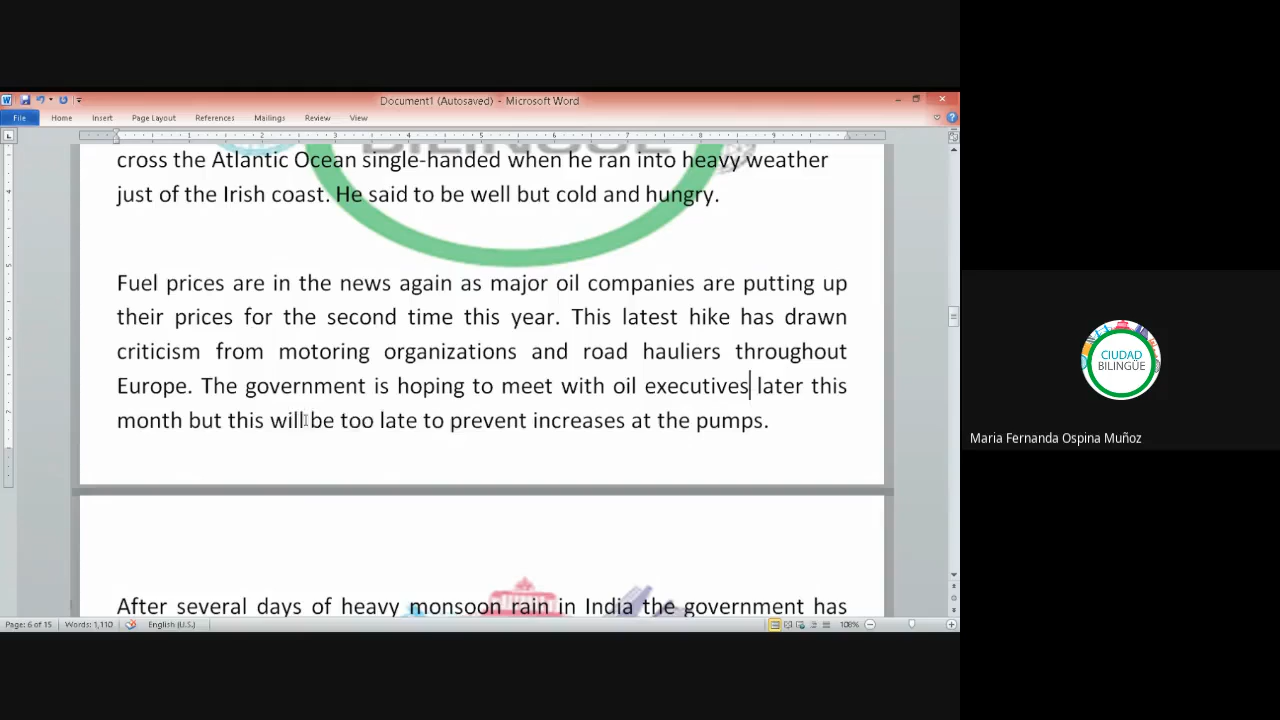 Document1 (Autosaved) - Microsoft Word
File Home Insert Page Layout References Mailings Review View
cross the Atlantic Ocean single-handed when he ran into heavy weather
just of the Irish coast. He said to be well but cold and hungry.
Fuel prices are in the news again as major oil companies are putting up
their prices for the second time this year. This latest hike has drawn
criticism from motoring organizations and road hauliers throughout
Europe. The government is hoping to meet with oil executives later this
month but this will be too late to prevent increases at the pumps.
After several days of heavy monsoon rain in India the government has
Page: 6 of 15 Words: 1,110 English (U.S.) 108%
CIUDAD
BILINGÜE
Maria Fernanda Ospina Muñoz